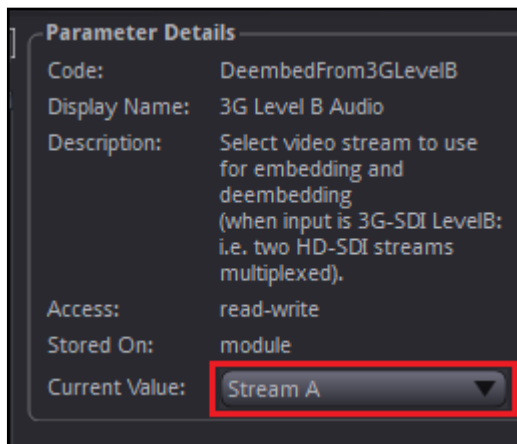 Parameter Details
Code: DeembedFrom3GLevelB
Display Name: 3G Level B Audio
Description: Select video stream to use
for embedding and
deembedding
(when input is 3G-SDI LevelB:
i.e. two HD-SDI streams
multiplexed).
Access: read-write
Stored On: module
Current Value: Stream A